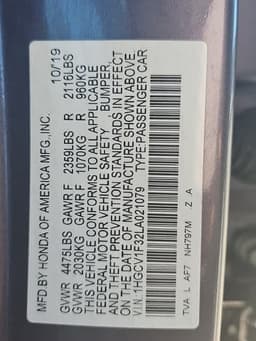 MFD.BY HONDA OF AMERICA MFG.,INC. 10/19
GVWR 4475LBS GAWR F 2359LBS R 2116LBS
GVWR 2030KG GAWR F 1070KG R 960KG
THIS VEHICLE CONFORMS TO ALL APPLICABLE
FEDERAL MOTOR VEHICLE SAFETY , BUMPER,
AND THEFT PREVENTION STANDARDS IN EFFECT
ON THE DATE OF MANUFACTURE SHOWN ABOVE.
V.I.N. 1HGCV1F32LA021079 TYPE:PASSENGER CAR
TVA L AF7 NH797M Z A